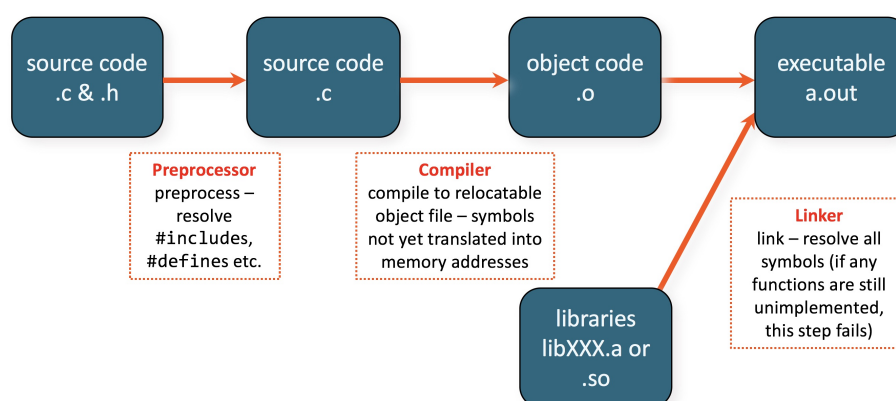 source code
.c & .h
source code
.c
object code
.o
executable
a.out
Preprocessor
preprocess –
resolve
#includes,
#defines etc.
Compiler
compile to relocatable
object file – symbols
not yet translated into
memory addresses
Linker
link – resolve all
symbols (if any
functions are still
unimplemented,
this step fails)
libraries
libXXX.a or
.so